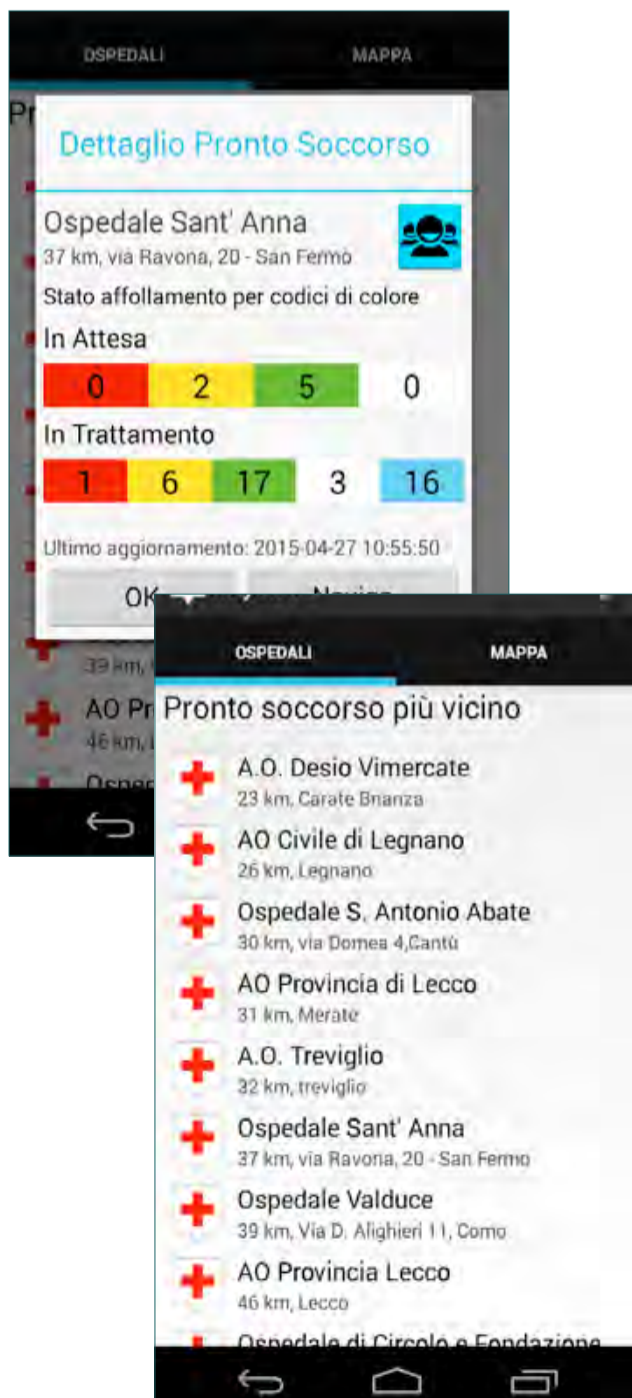 OSPEDALI MAPPA
Pr
Dettaglio Pronto Soccorso
Ospedale Sant' Anna
37 km, via Ravona, 20 - San Fermo
Stato affollamento per codici di colore
In Attesa
0 2 5 0
In Trattamento
1 6 17 3 16
Ultimo aggiornamento: 2015-04-27 10:55:50
OK
39 km,
AO Pr
46 km,
OSPEDALI MAPPA
Pronto soccorso più vicino
A.O. Desio Vimercate
23 km, Carate Brianza
AO Civile di Legnano
26 km, Legnano
Ospedale S. Antonio Abate
30 km, via Domea 4,Cantù
AO Provincia di Lecco
31 km, Merate
A.O. Treviglio
32 km, treviglio
Ospedale Sant' Anna
37 km, via Ravona, 20 - San Fermo
Ospedale Valduce
39 km, Via D. Alighieri 11, Como
AO Provincia Lecco
46 km, Lecco
Ospedale di Circolo e Fondazione